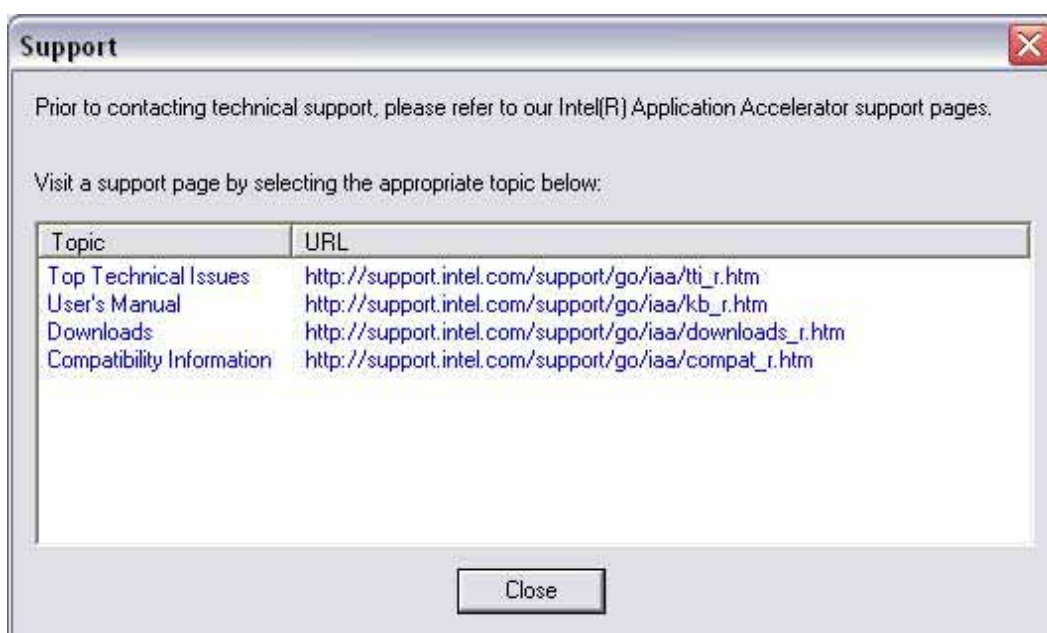 Support
Prior to contacting technical support, please refer to our Intel(R) Application Accelerator support pages.
Visit a support page by selecting the appropriate topic below:
Topic URL
Top Technical Issues http://support.intel.com/support/go/iaa/tti_r.htm
User's Manual http://support.intel.com/support/go/iaa/kb_r.htm
Downloads http://support.intel.com/support/go/iaa/downloads_r.htm
Compatibility Information http://support.intel.com/support/go/iaa/compat_r.htm
Close